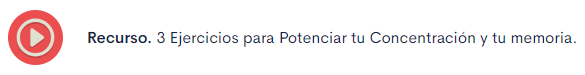 Recurso. 3 Ejercicios para Potenciar tu Concentración y tu memoria.